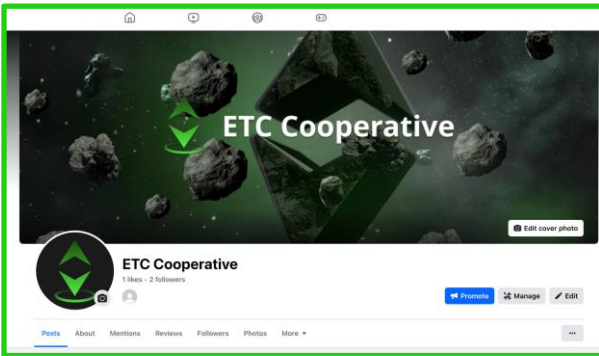 ETC Cooperative
Edit cover photo
ETC Cooperative
1 likes • 2 followers
Promote
Manage
Edit
Posts
About
Mentions
Reviews
Followers
Photos
More